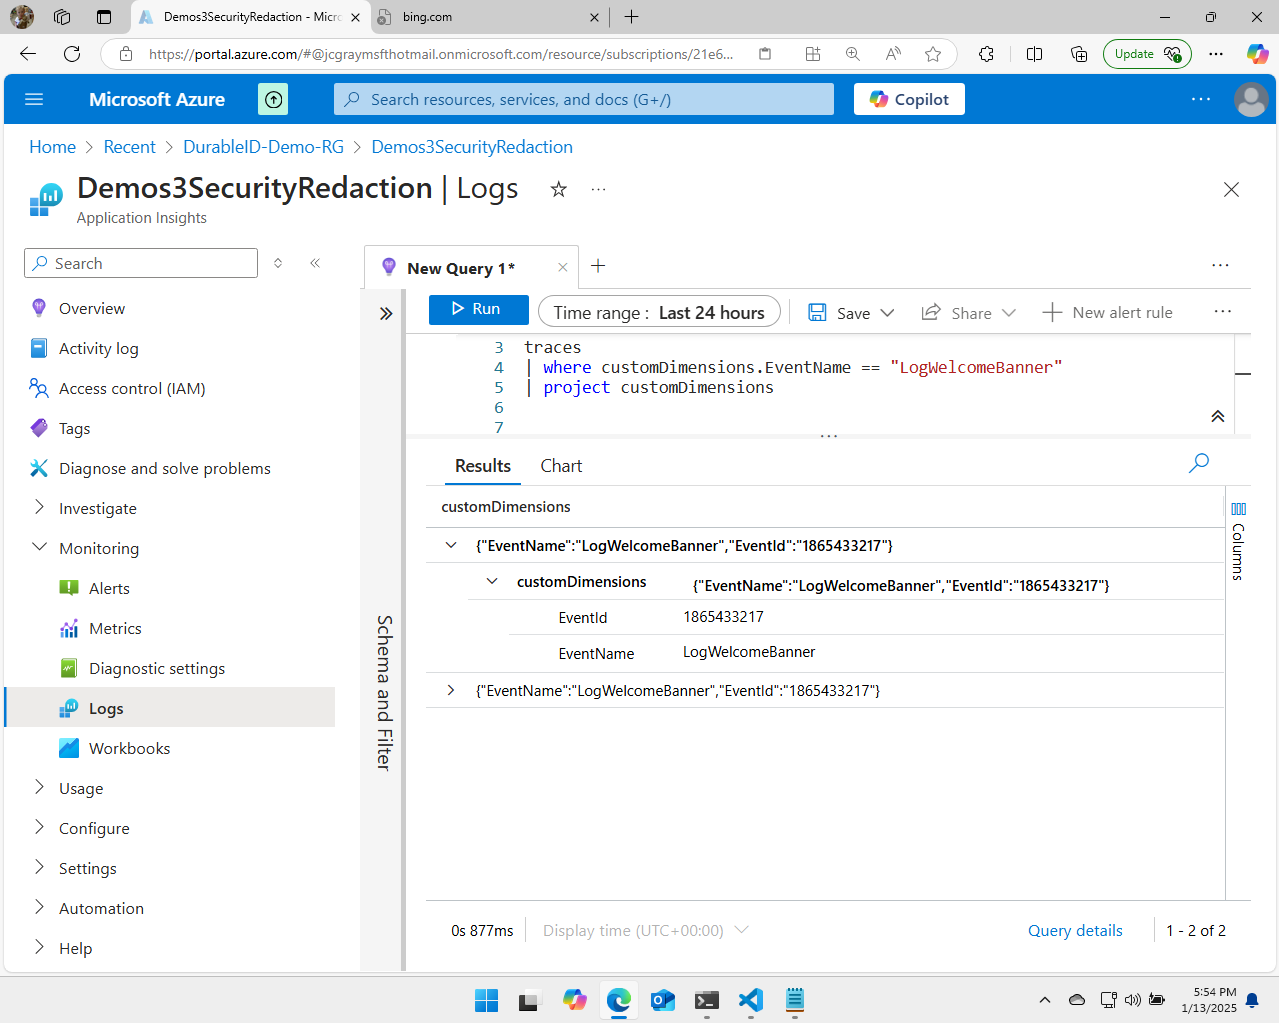 Demos3SecurityRedaction - Micro
bing.com
https://portal.azure.com/#@jcgraymsfthotmail.onmicrosoft.com/resource/subscriptions/21e6...
Update
Microsoft Azure
Search resources, services, and docs (G+/)
Copilot
Home > Recent > DurableID-Demo-RG > Demos3SecurityRedaction
Demos3SecurityRedaction | Logs
Application Insights
Search
Overview
Activity log
Access control (IAM)
Tags
Diagnose and solve problems
Investigate
Monitoring
Alerts
Metrics
Diagnostic settings
Logs
Workbooks
Usage
Configure
Settings
Automation
Help
New Query 1*
Run
Time range : Last 24 hours
Save
Share
New alert rule
Schema and Filter
3 traces
4 | where customDimensions.EventName == "LogWelcomeBanner"
5 | project customDimensions
6
7
Results
Chart
customDimensions
Columns
{"EventName":"LogWelcomeBanner","EventId":"1865433217"}
customDimensions {"EventName":"LogWelcomeBanner","EventId":"1865433217"}
EventId 1865433217
EventName LogWelcomeBanner
{"EventName":"LogWelcomeBanner","EventId":"1865433217"}
0s 877ms
Display time (UTC+00:00)
Query details
1 - 2 of 2
5:54 PM
1/13/2025